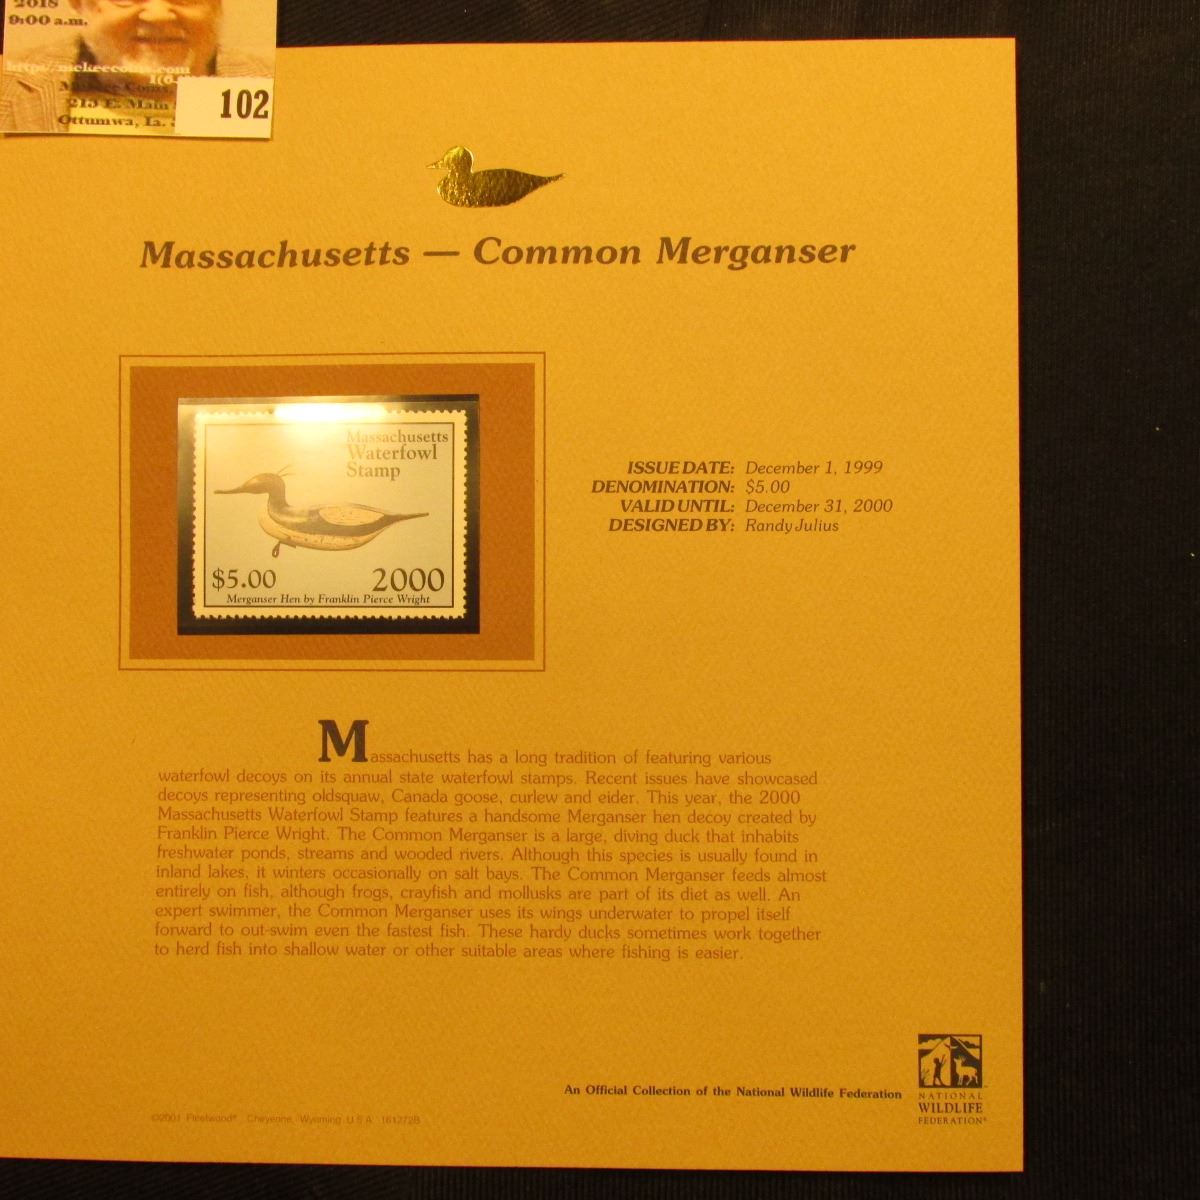 2018
9:00 a.m.
102
213 E. Main
Ottumwa, Ia.
Massachusetts — Common Merganser
Massachusetts
Waterfowl
Stamp
$5.00 2000
Merganser Hen by Franklin Pierce Wright
ISSUE DATE: December 1, 1999
DENOMINATION: $5.00
VALID UNTIL: December 31, 2000
DESIGNED BY: Randy Julius
Massachusetts has a long tradition of featuring various
waterfowl decoys on its annual state waterfowl stamps. Recent issues have showcased
decoys representing oldsquaw, Canada goose, curlew and eider. This year, the 2000
Massachusetts Waterfowl Stamp features a handsome Merganser hen decoy created by
Franklin Pierce Wright. The Common Merganser is a large, diving duck that inhabits
freshwater ponds, streams and wooded rivers. Although this species is usually found in
inland lakes, it winters occasionally on salt bays. The Common Merganser feeds almost
entirely on fish, although frogs, crayfish and mollusks are part of its diet as well. An
expert swimmer, the Common Merganser uses its wings underwater to propel itself
forward to out-swim even the fastest fish. These hardy ducks sometimes work together
to herd fish into shallow water or other suitable areas where fishing is easier.
An Official Collection of the National Wildlife Federation
NATIONAL
WILDLIFE
FEDERATION®
©2001 Fleetwood® Cheyenne, Wyoming U S A 161272B